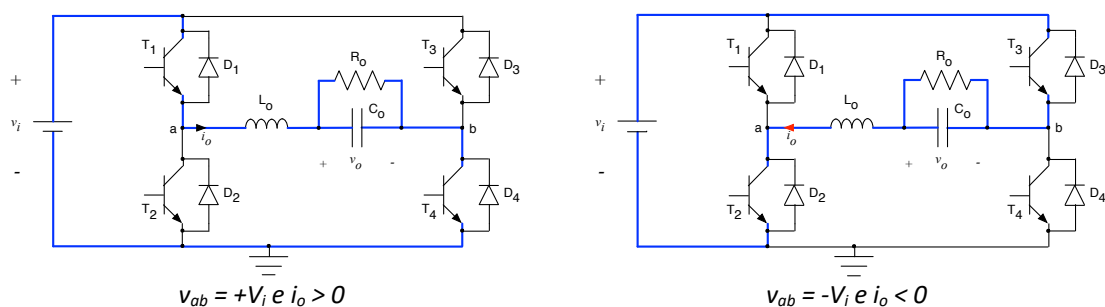 T1
D1
T3
D3
Ro
Lo
Co
+
vi
-
a
io
b
+
vo
-
T2
D2
T4
D4
vab = +Vi e io > 0
T1
D1
T3
D3
Ro
Lo
Co
+
vi
-
a
io
b
+
vo
-
T2
D2
T4
D4
vab = -Vi e io < 0